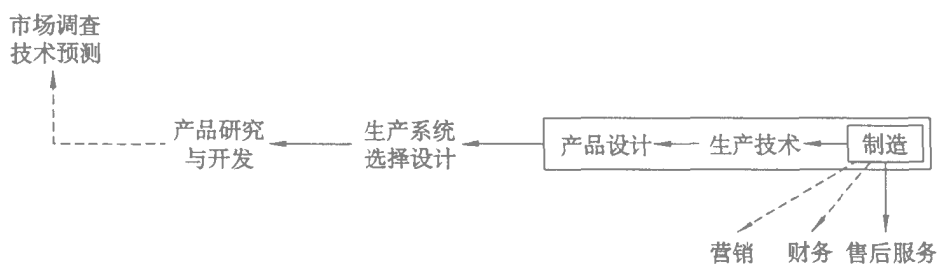 市场调查
技术预测
产品研究
与开发
生产系统
选择设计
产品设计
生产技术
制造
营销
财务
售后服务